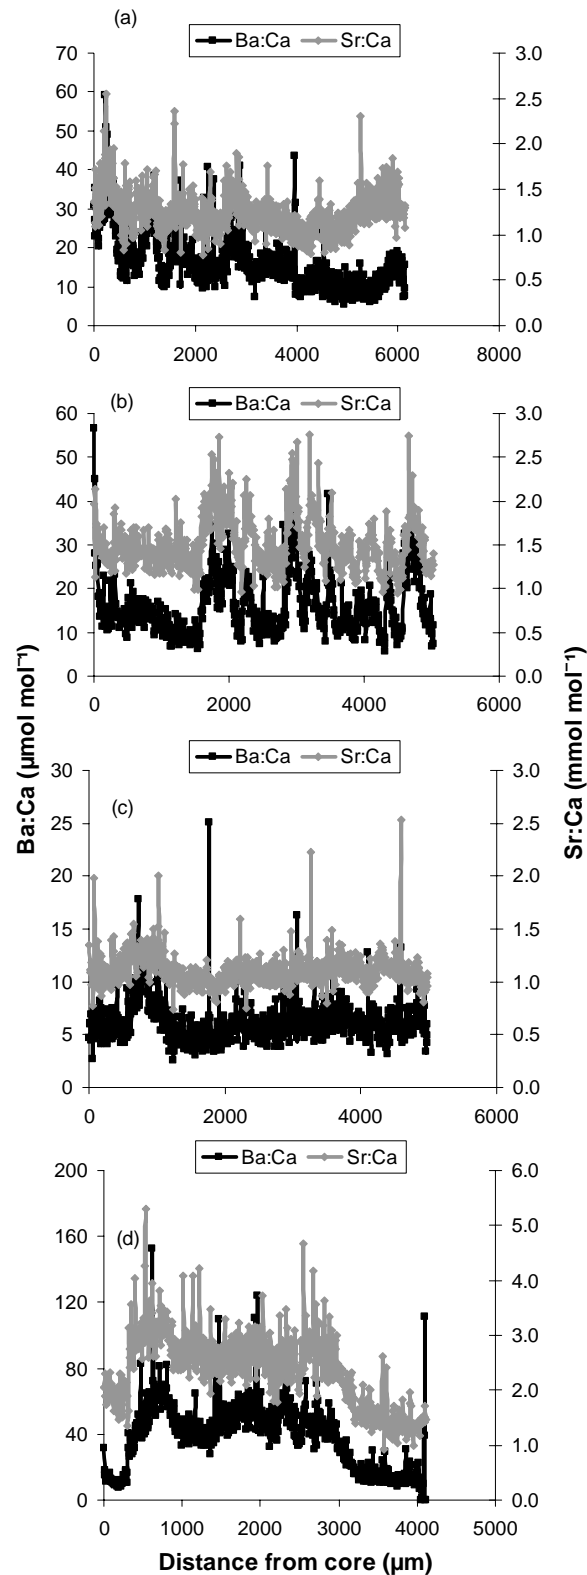 (a)
Ba:Ca Sr:Ca
70 3.0
60 2.5
50 2.0
40
30 1.5
20 1.0
10 0.5
0 0.0
0 2000 4000 6000 8000
(b)
Ba:Ca Sr:Ca
60 3.0
50 2.5
40 2.0
30 1.5
20 1.0
10 0.5
0 0.0
0 2000 4000 6000
Ba:Ca (µmol mol⁻¹)
Sr:Ca (mmol mol⁻¹)
Ba:Ca Sr:Ca
(c)
30 3.0
25 2.5
20 2.0
15 1.5
10 1.0
5 0.5
0 0.0
0 2000 4000 6000
Ba:Ca Sr:Ca
(d)
200 6.0
160 5.0
120 4.0
80 3.0
2.0
40 1.0
0 0.0
0 1000 2000 3000 4000 5000
Distance from core (µm)